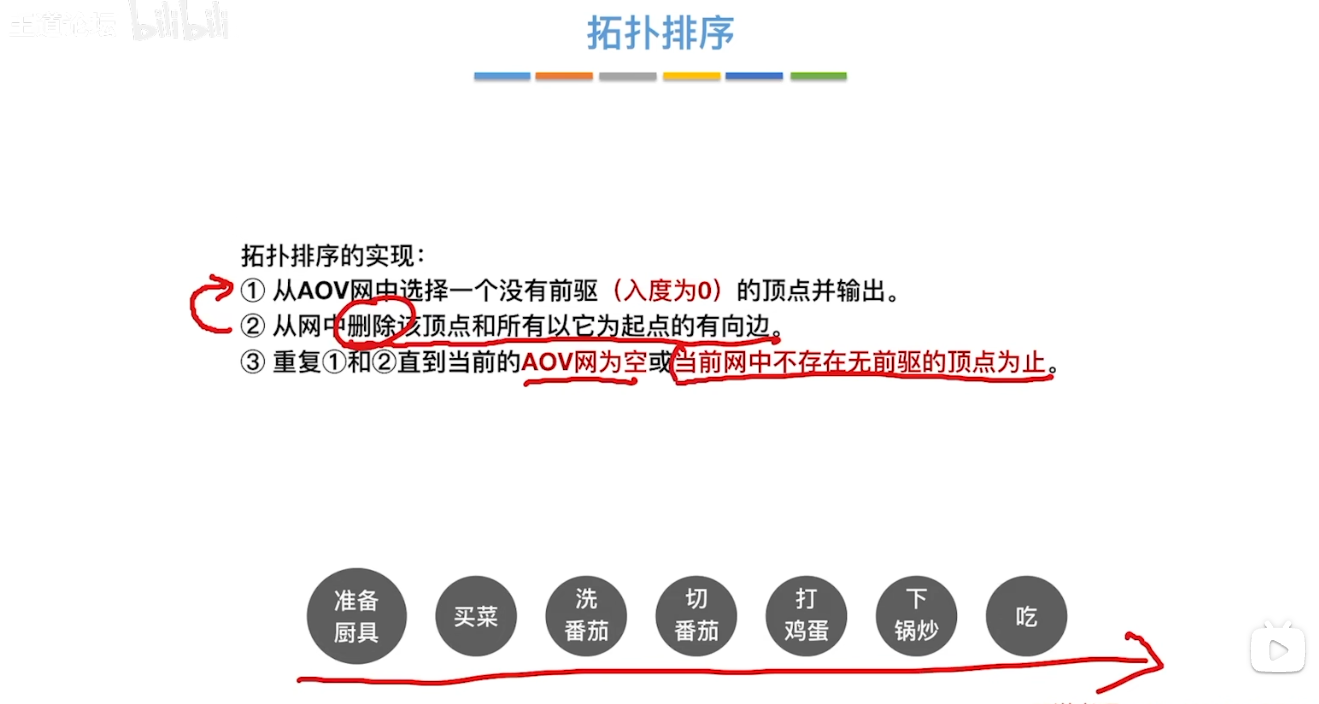 王道论坛 bilibili
拓扑排序
拓扑排序的实现：
① 从AOV网中选择一个没有前驱（入度为0）的顶点并输出。
② 从网中删除该顶点和所有以它为起点的有向边。
③ 重复①和②直到当前的AOV网为空或当前网中不存在无前驱的顶点为止。
准备
厨具
买菜
洗
番茄
切
番茄
打
鸡蛋
下
锅炒
吃